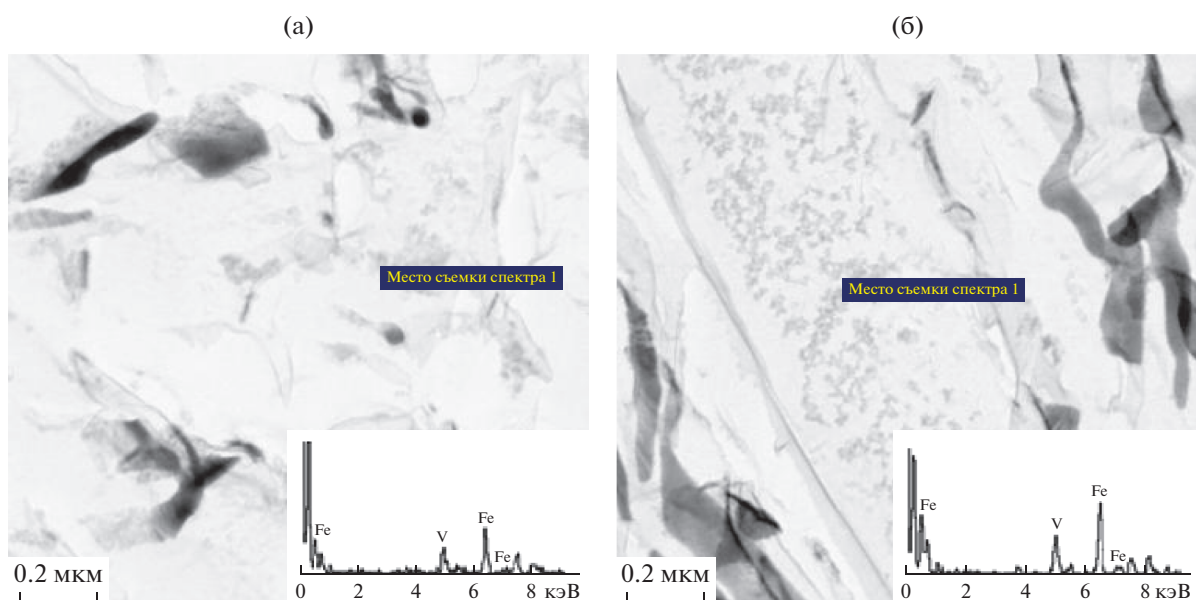 (а)
(б)
Место съемки спектра 1
Место съемки спектра 1
Fe
V
Fe
Fe
0.2 мкм
0 2 4 6 8 кэВ
Fe
V
Fe
Fe
0.2 мкм
0 2 4 6 8 кэВ